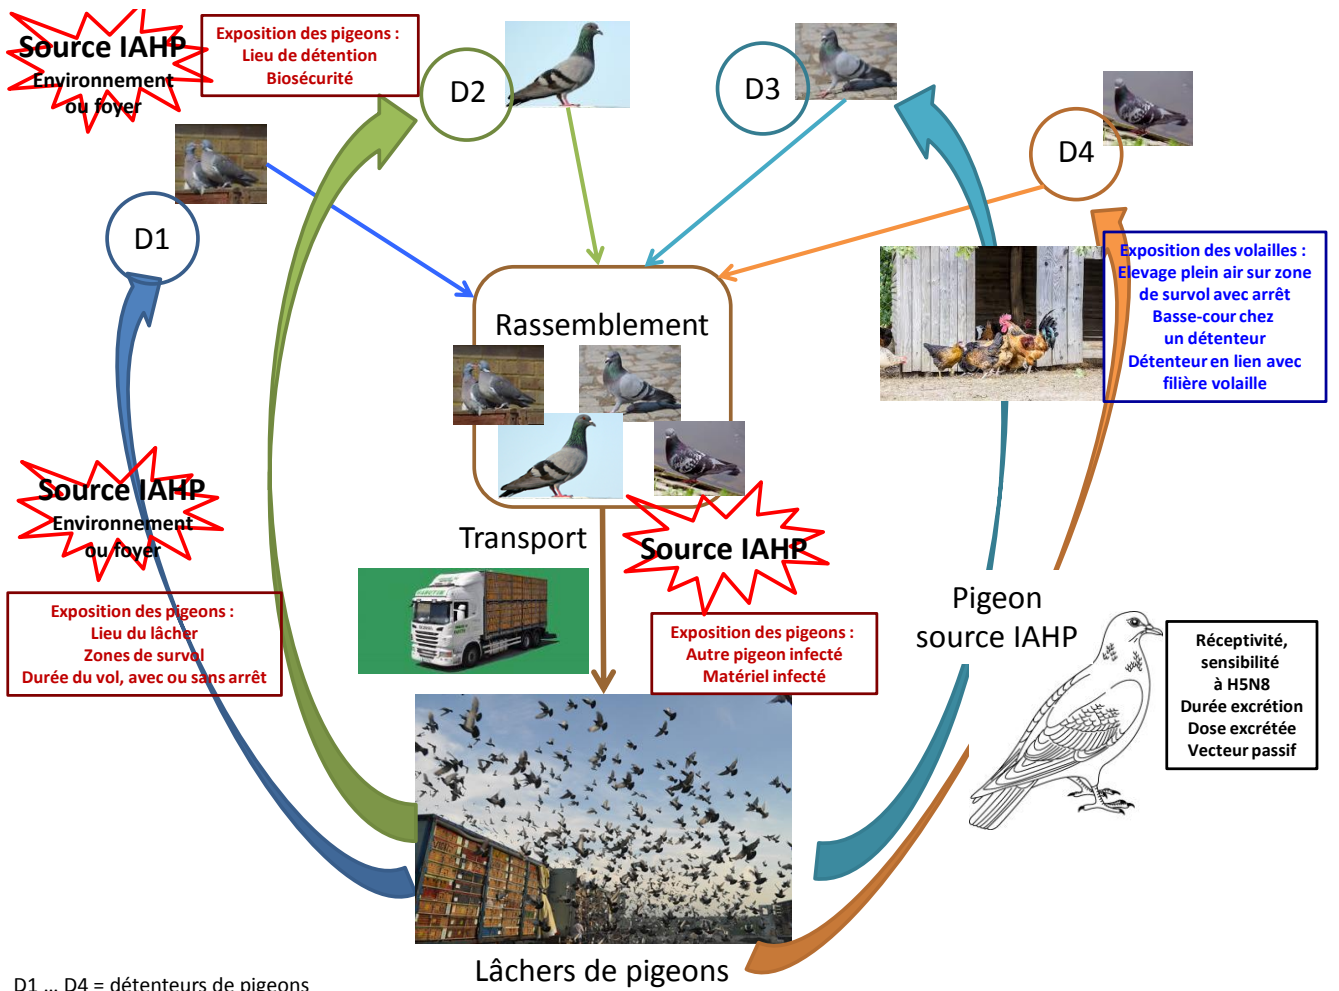 Source IAHP
Environnement
ou foyer
Exposition des pigeons :
Lieu de détention
Biosécurité
D2
D3
D4
D1
Exposition des volailles :
Elevage plein air sur zone
de survol avec arrêt
Basse-cour chez
un détenteur
Détenteur en lien avec
filière volaille
Rassemblement
Source IAHP
Environnement
ou foyer
Transport
Source IAHP
Exposition des pigeons :
Lieu du lâcher
Zones de survol
Durée du vol, avec ou sans arrêt
Exposition des pigeons :
Autre pigeon infecté
Matériel infecté
Pigeon
source IAHP
Réceptivité,
sensibilité
à H5N8
Durée excrétion
Dose excrétée
Vecteur passif
Lâchers de pigeons
D1 ... D4 = détenteurs de pigeons